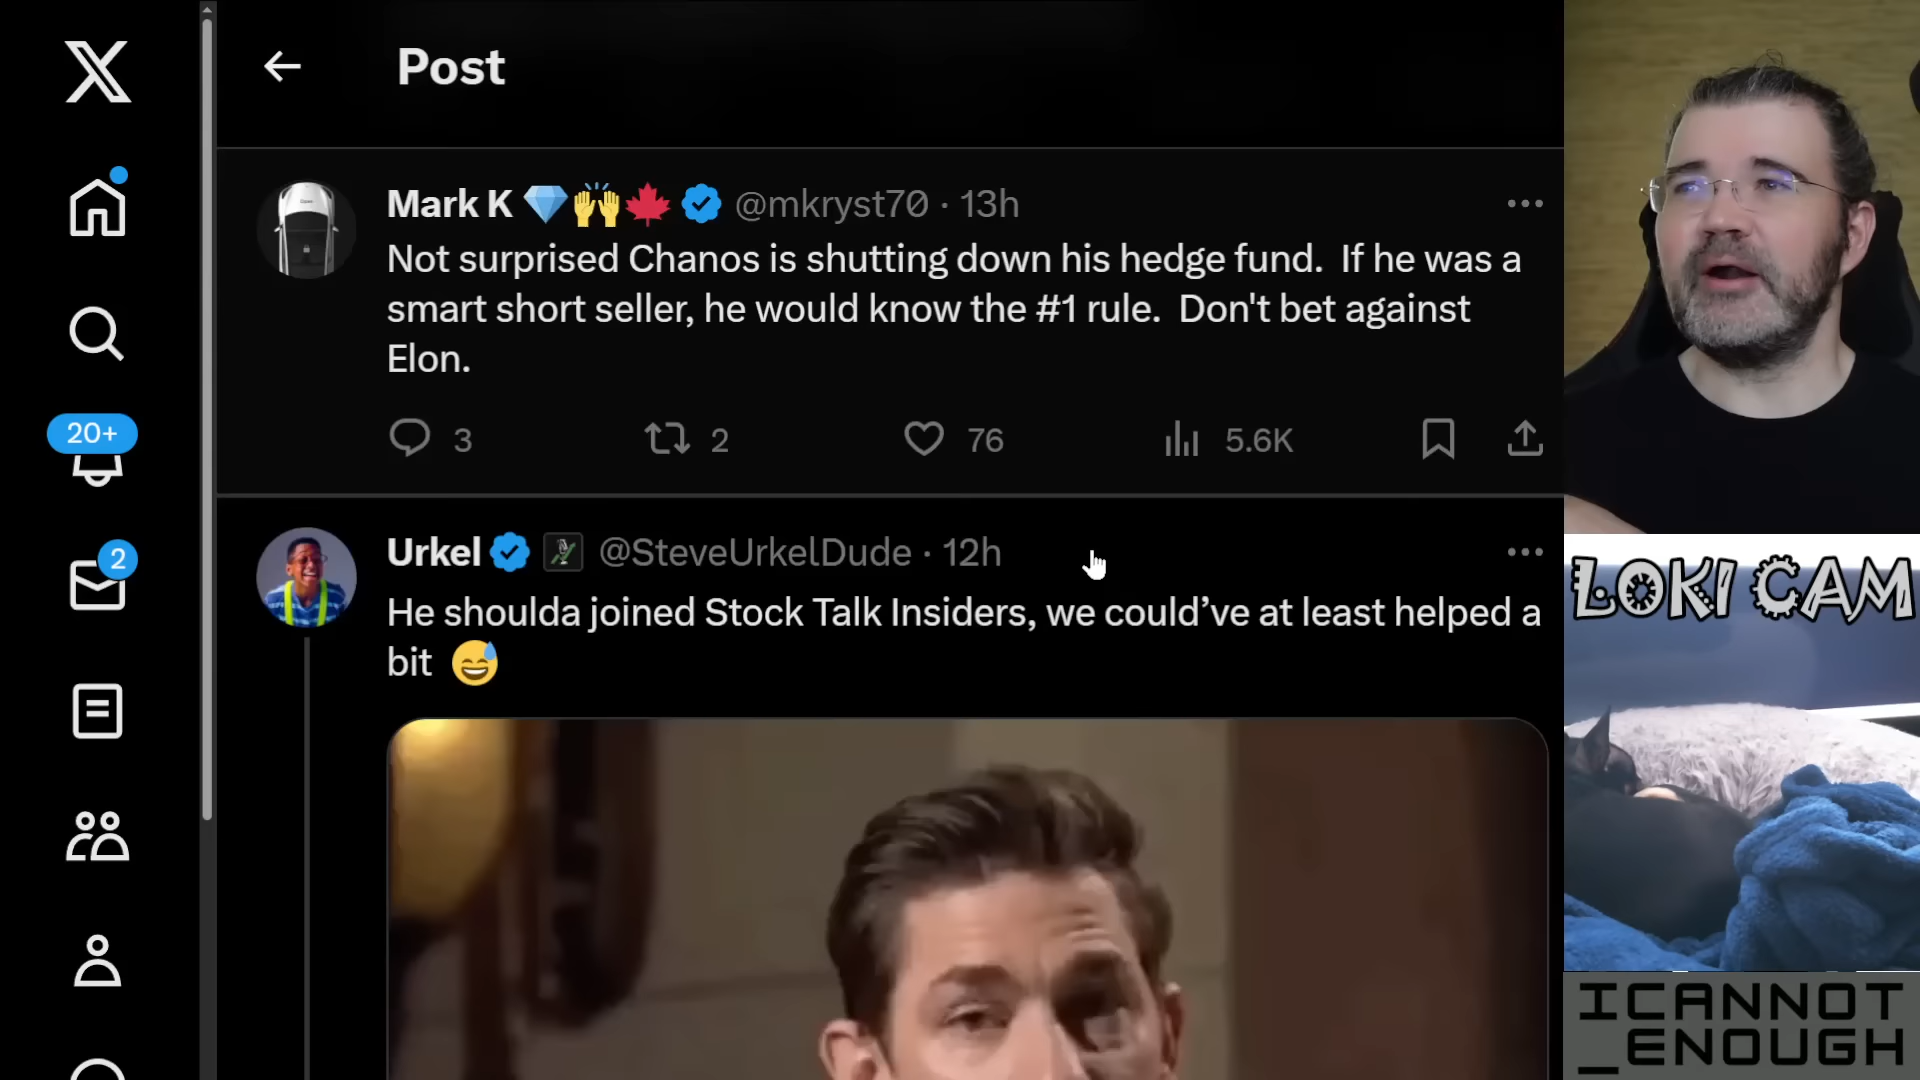 Post
Mark K 💎🙌🍁 @mkryst70 · 13h
Not surprised Chanos is shutting down his hedge fund.  If he was a
smart short seller, he would know the #1 rule.  Don't bet against
Elon.
3 2 76 5.6K
20+
Urkel @SteveUrkelDude · 12h
He shoulda joined Stock Talk Insiders, we could’ve at least helped a
bit 😅
2
LOKI CAM
ICANNOT
_ENOUGH